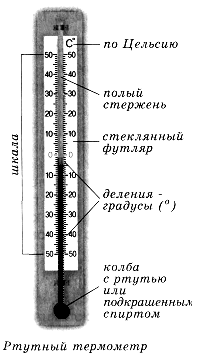 C°
по Цельсию
50 50
40 40
полый
стержень
30 30
20 20
10 10
стеклянный
футляр
шкала
0 0
10 10
деления -
градусы (°)
20 20
30 30
40 40
50 50
колба
с ртутью
или
подкрашенным
спиртом
Ртутный термометр